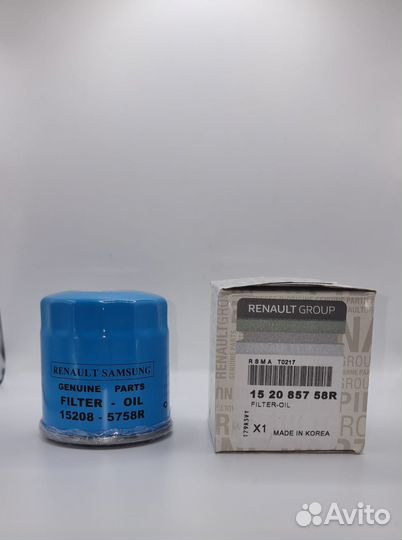 RENAULT SAMSUNG
GENUINE PARTS
FILTER - OIL
15208 - 5758R
RENAULT GROUP
RSMA T0217
15 20 857 58R
FILTER-OIL
X1
MADE IN KOREA
Avito